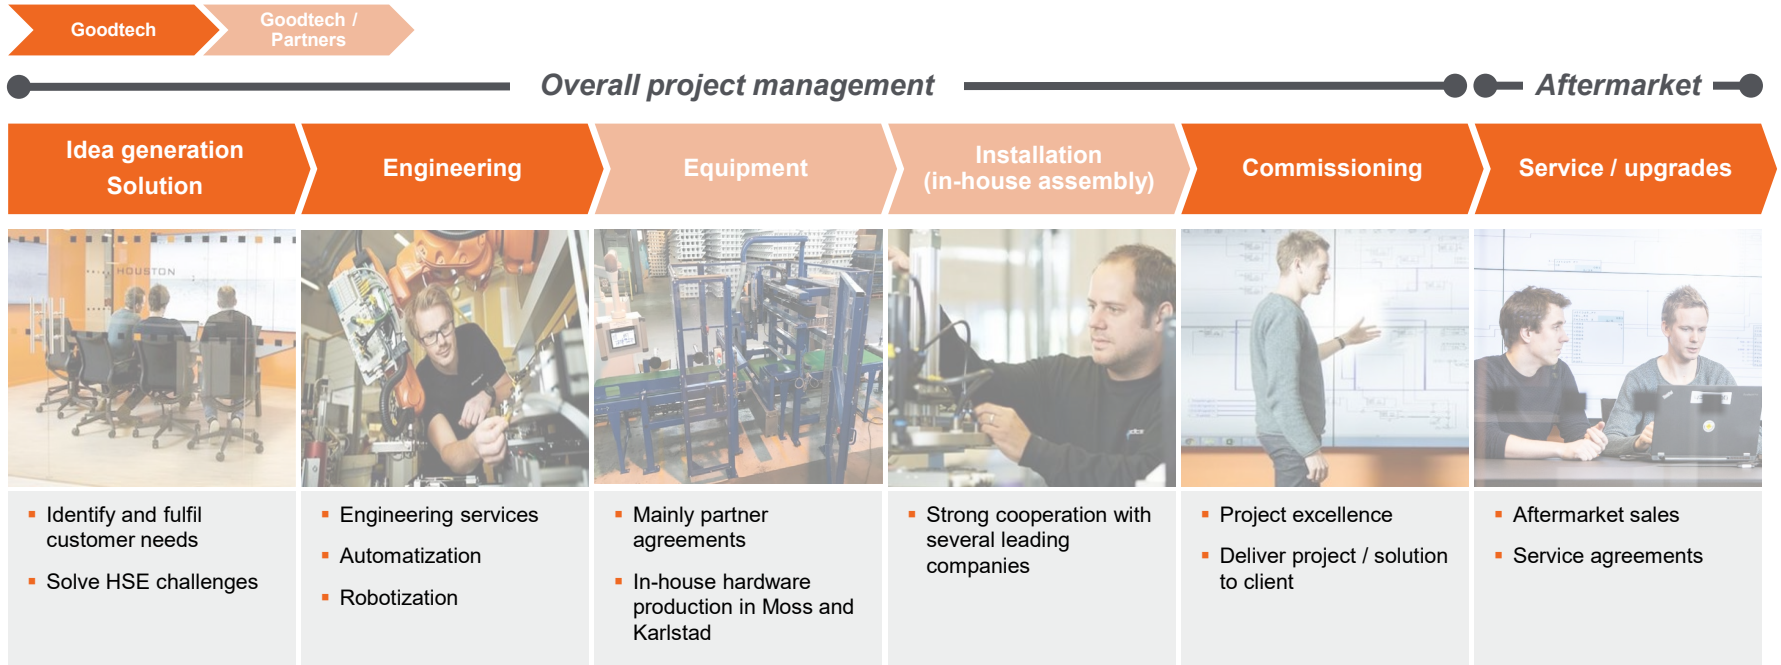 Goodtech
Goodtech /
Partners
Overall project management
Aftermarket
Idea generation
Solution
Engineering
Equipment
Installation
(in-house assembly)
Commissioning
Service / upgrades
HOUSTON
Identify and fulfil
customer needs
Solve HSE challenges
Engineering services
Automatization
Robotization
Mainly partner
agreements
In-house hardware
production in Moss and
Karlstad
Strong cooperation with
several leading
companies
Project excellence
Deliver project / solution
to client
Aftermarket sales
Service agreements